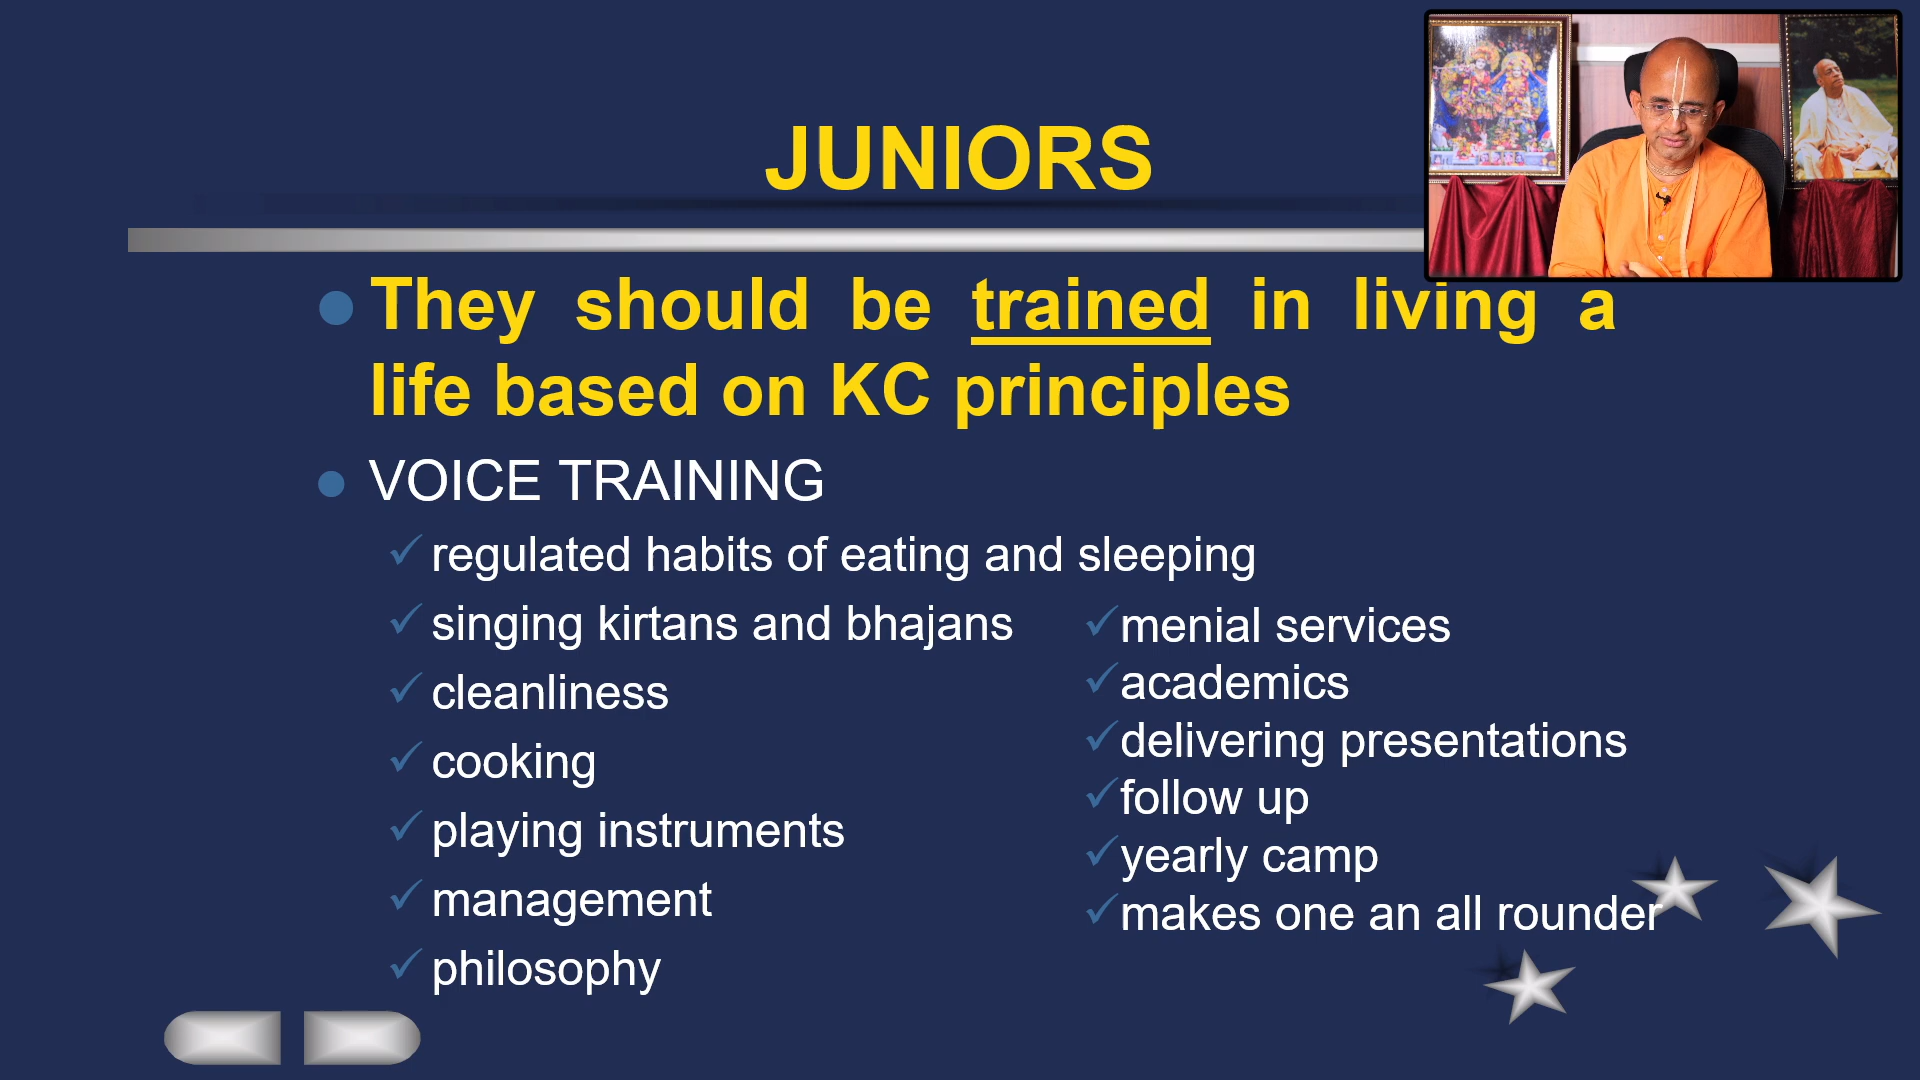 JUNIORS
They should be trained in living a
life based on KC principles
VOICE TRAINING
regulated habits of eating and sleeping
singing kirtans and bhajans
cleanliness
cooking
playing instruments
management
philosophy
menial services
academics
delivering presentations
follow up
yearly camp
makes one an all rounder